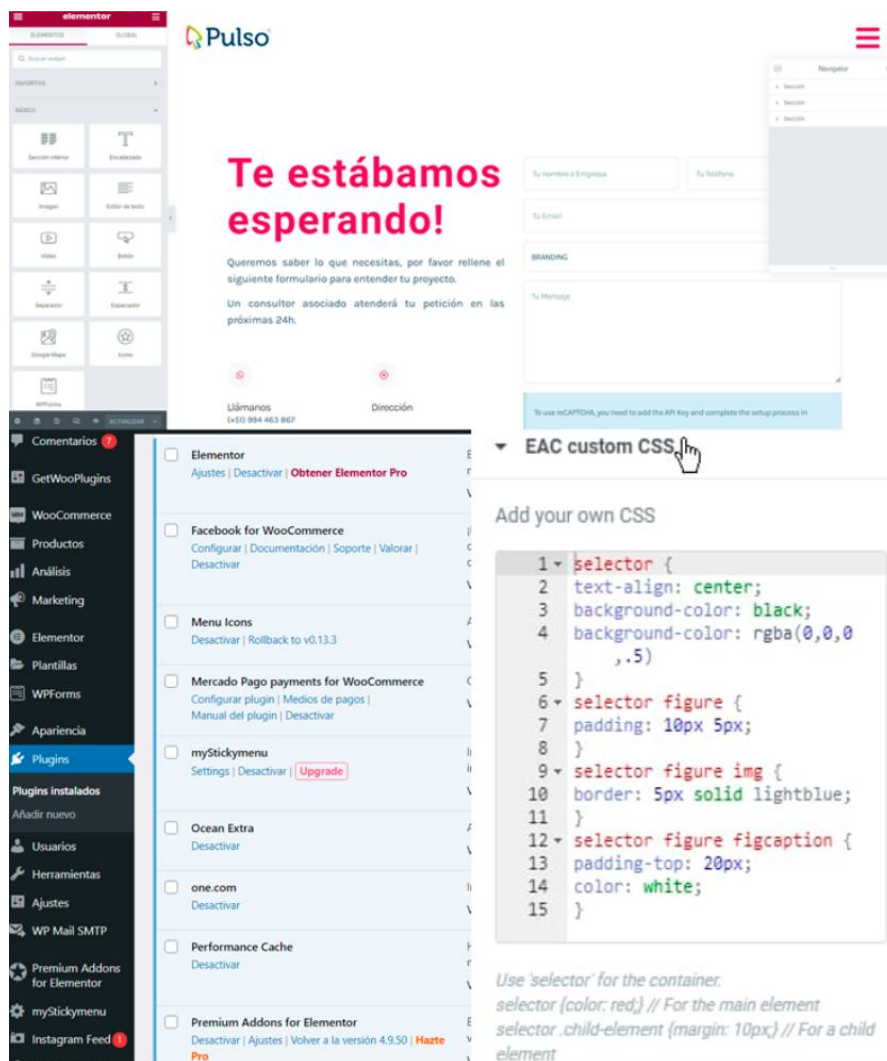 elementor
ELEMENTOS
GLOBAL
Buscar widget...
FAVORITOS
BÁSICO
Sección interior
Encabezado
Imagen
Editor de texto
Vídeo
Botón
Separador
Espaciador
Google Maps
Icono
WPForms
ACTUALIZAR
Pulso
Navigator
Sección
Sección
Sección
Te estábamos
esperando!
Queremos saber lo que necesitas, por favor rellene el
siguiente formulario para entender tu proyecto.
Un consultor asociado atenderá tu petición en las
próximas 24h.
Llámanos
(+51) 994 463 867
Dirección
Tu nombre o Empresa
Tu Teléfono
Tu Email
BRANDING
Tu Mensaje
To use reCAPTCHA, you need to add the API Key and complete the setup process in
Comentarios 7
GetWooPlugins
WooCommerce
Productos
Análisis
Marketing
Elementor
Plantillas
WPForms
Apariencia
Plugins
Plugins instalados
Añadir nuevo
Usuarios
Herramientas
Ajustes
WP Mail SMTP
Premium Addons
for Elementor
myStickymenu
Instagram Feed 1
Elementor
Ajustes | Desactivar | Obtener Elementor Pro
Facebook for WooCommerce
Configurar | Documentación | Soporte | Valorar |
Desactivar
Menu Icons
Desactivar | Rollback to v0.13.3
Mercado Pago payments for WooCommerce
Configurar plugin | Medios de pagos |
Manual del plugin | Desactivar
myStickymenu
Settings | Desactivar | Upgrade
Ocean Extra
Desactivar
one.com
Desactivar
Performance Cache
Desactivar
Premium Addons for Elementor
Desactivar | Ajustes | Volver a la versión 4.9.50 | Hazte
Pro
EAC custom CSS
Add your own CSS
1 selector {
2 text-align: center;
3 background-color: black;
4 background-color: rgba(0,0,0
,.5)
5 }
6 selector figure {
7 padding: 10px 5px;
8 }
9 selector figure img {
10 border: 5px solid lightblue;
11 }
12 selector figure figcaption {
13 padding-top: 20px;
14 color: white;
15 }
Use 'selector' for the container.
selector {color: red;} // For the main element
selector .child-element {margin: 10px;} // For a child
element